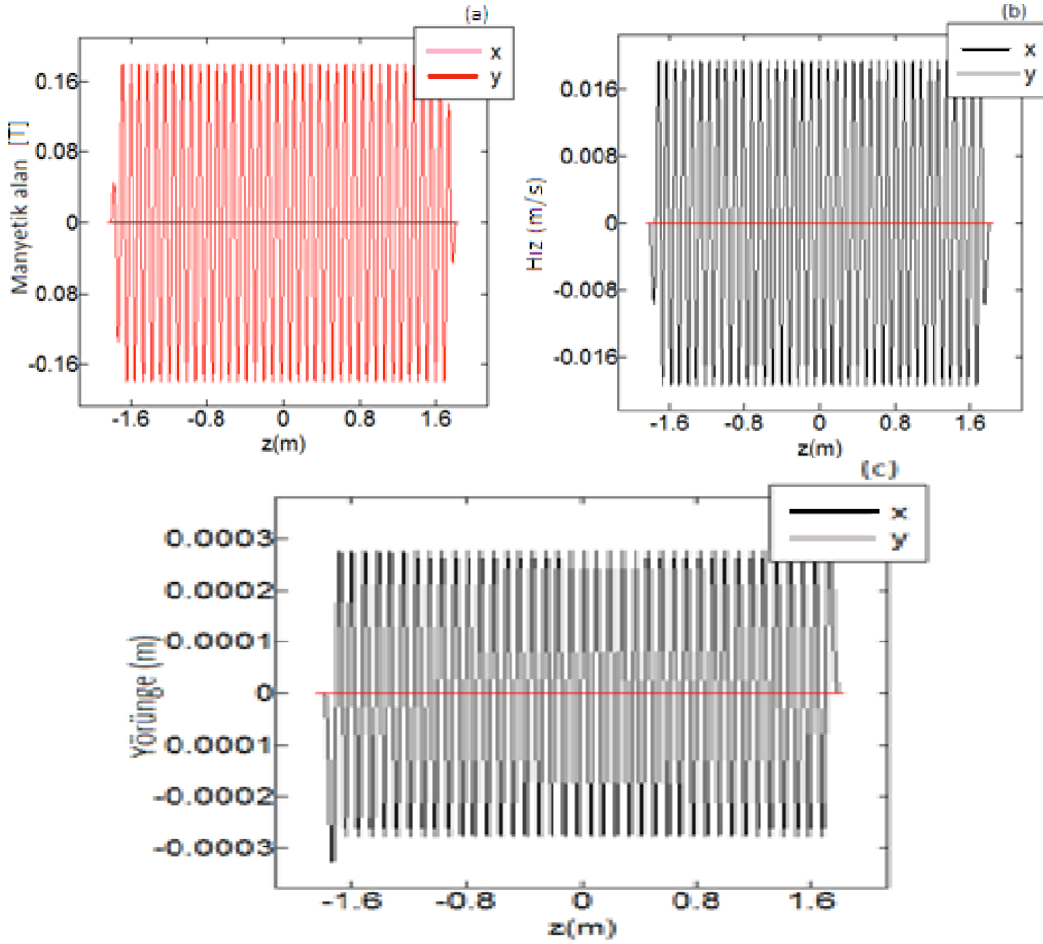 (a)
x
y
0.16
0.08
0
0.08
-0.16
Manyetik alan [T]
-1.6 -0.8 0 0.8 1.6
z(m)
(b)
x
y
0.016
0.008
0
-0.008
-0.016
Hız (m/s)
-1.6 -0.8 0 0.8 1.6
z(m)
(c)
x
y
0.0003
0.0002
0.0001
0
0.0001
-0.0002
-0.0003
Yörünge (m)
-1.6 -0.8 0 0.8 1.6
z(m)